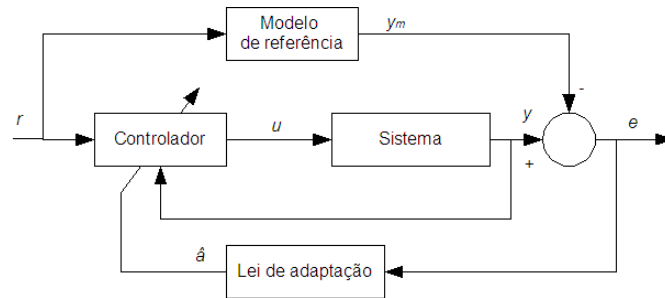 Modelo
de referência
ym
-
r
Controlador
u
Sistema
y
+
e
â
Lei de adaptação